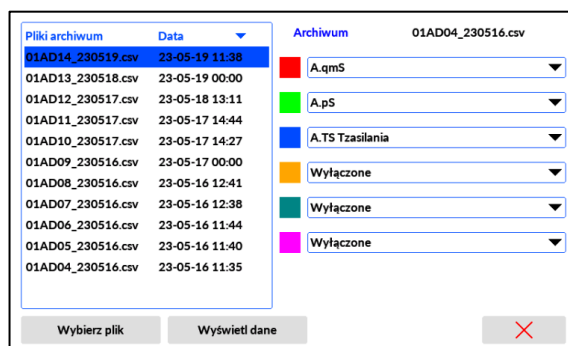 Pliki archiwum Data
01AD14_230519.csv 23-05-19 11:38
01AD13_230518.csv 23-05-19 00:00
01AD12_230517.csv 23-05-18 13:11
01AD11_230517.csv 23-05-17 14:44
01AD10_230517.csv 23-05-17 14:27
01AD09_230516.csv 23-05-17 00:00
01AD08_230516.csv 23-05-16 12:41
01AD07_230516.csv 23-05-16 12:38
01AD06_230516.csv 23-05-16 11:44
01AD05_230516.csv 23-05-16 11:40
01AD04_230516.csv 23-05-16 11:35
Archiwum 01AD04_230516.csv
A.qmS
A.pS
A.TS Tzasilania
Wyłączone
Wyłączone
Wyłączone
Wybierz plik
Wyświetl dane